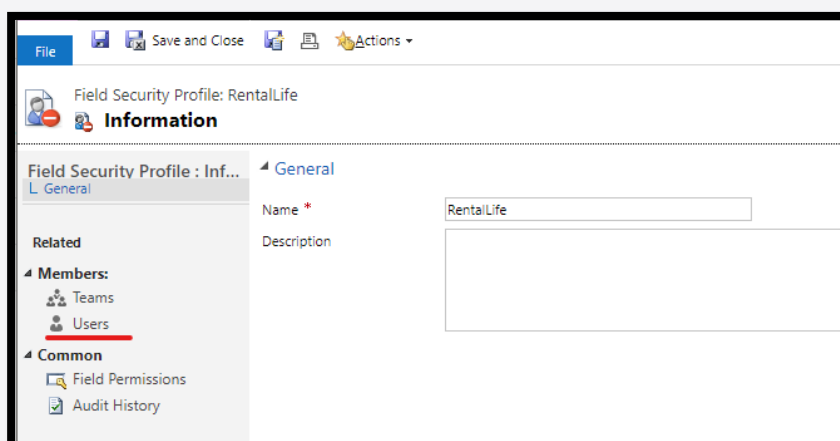 File
Save and Close
Actions
Field Security Profile: RentalLife
Information
Field Security Profile : Inf...
General
Related
Members:
Teams
Users
Common
Field Permissions
Audit History
General
Name *
RentalLife
Description